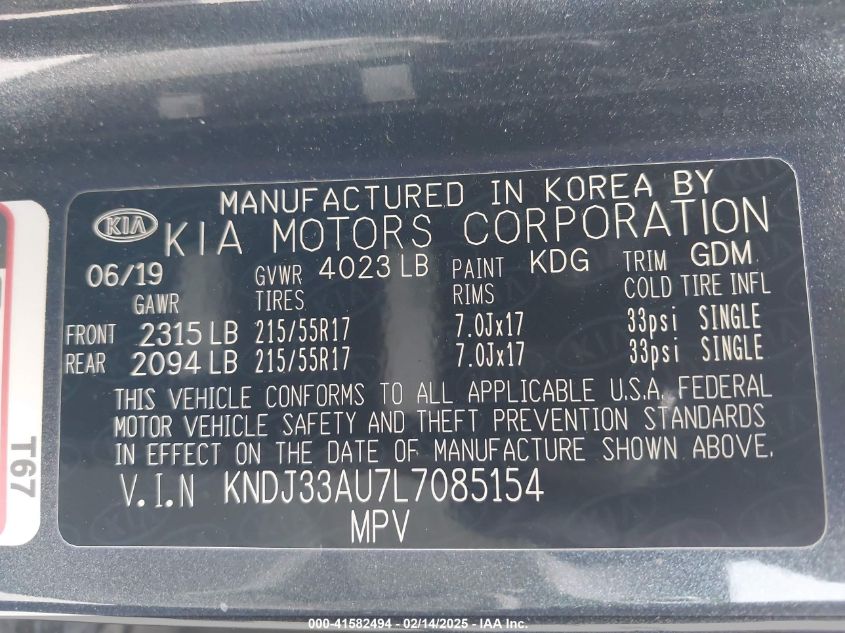 MANUFACTURED IN KOREA BY
KIA KIA MOTORS CORPORATION
06/19 GVWR 4023 LB PAINT KDG TRIM GDM
GAWR TIRES RIMS COLD TIRE INFL
FRONT 2315 LB 215/55R17 7.0Jx17 33psi SINGLE
REAR 2094 LB 215/55R17 7.0Jx17 33psi SINGLE
THIS VEHICLE CONFORMS TO ALL APPLICABLE U.S.A. FEDERAL
MOTOR VEHICLE SAFETY AND THEFT PREVENTION STANDARDS
IN EFFECT ON THE DATE OF MANUFACTURE SHOWN ABOVE.
V.I.N KNDJ33AU7L7085154
MPV
T67
000-41582494 - 02/14/2025 - IAA Inc.